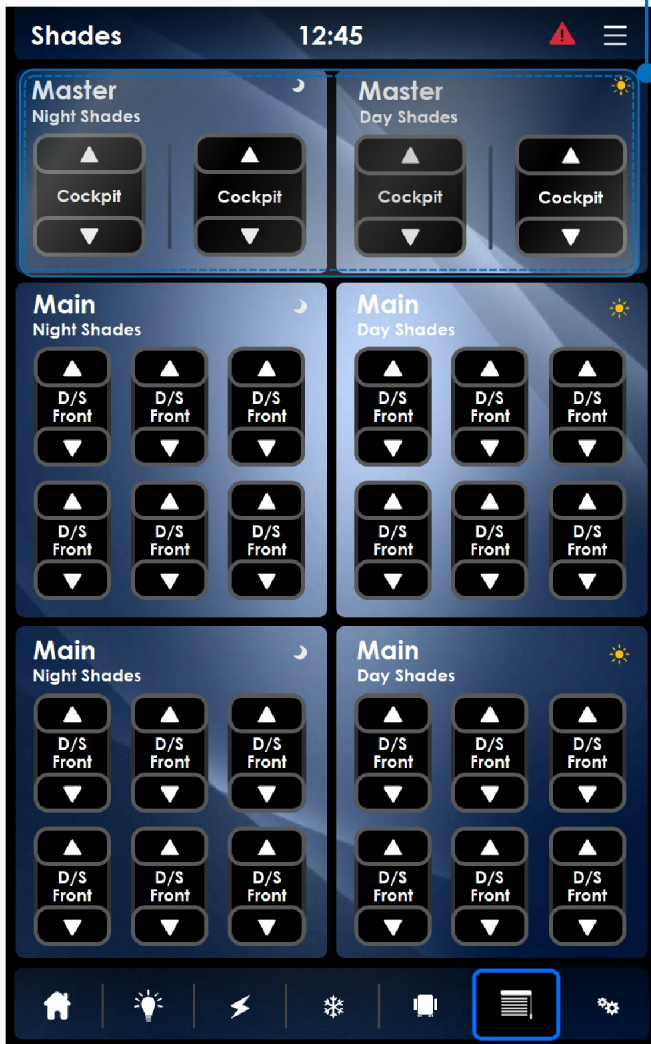 Shades 12:45
Master
Night Shades
Cockpit Cockpit
Master
Day Shades
Cockpit Cockpit
Main
Night Shades
D/S D/S D/S
Front Front Front
D/S D/S D/S
Front Front Front
Main
Day Shades
D/S D/S D/S
Front Front Front
D/S D/S D/S
Front Front Front
Main
Night Shades
D/S D/S D/S
Front Front Front
D/S D/S D/S
Front Front Front
Main
Day Shades
D/S D/S D/S
Front Front Front
D/S D/S D/S
Front Front Front